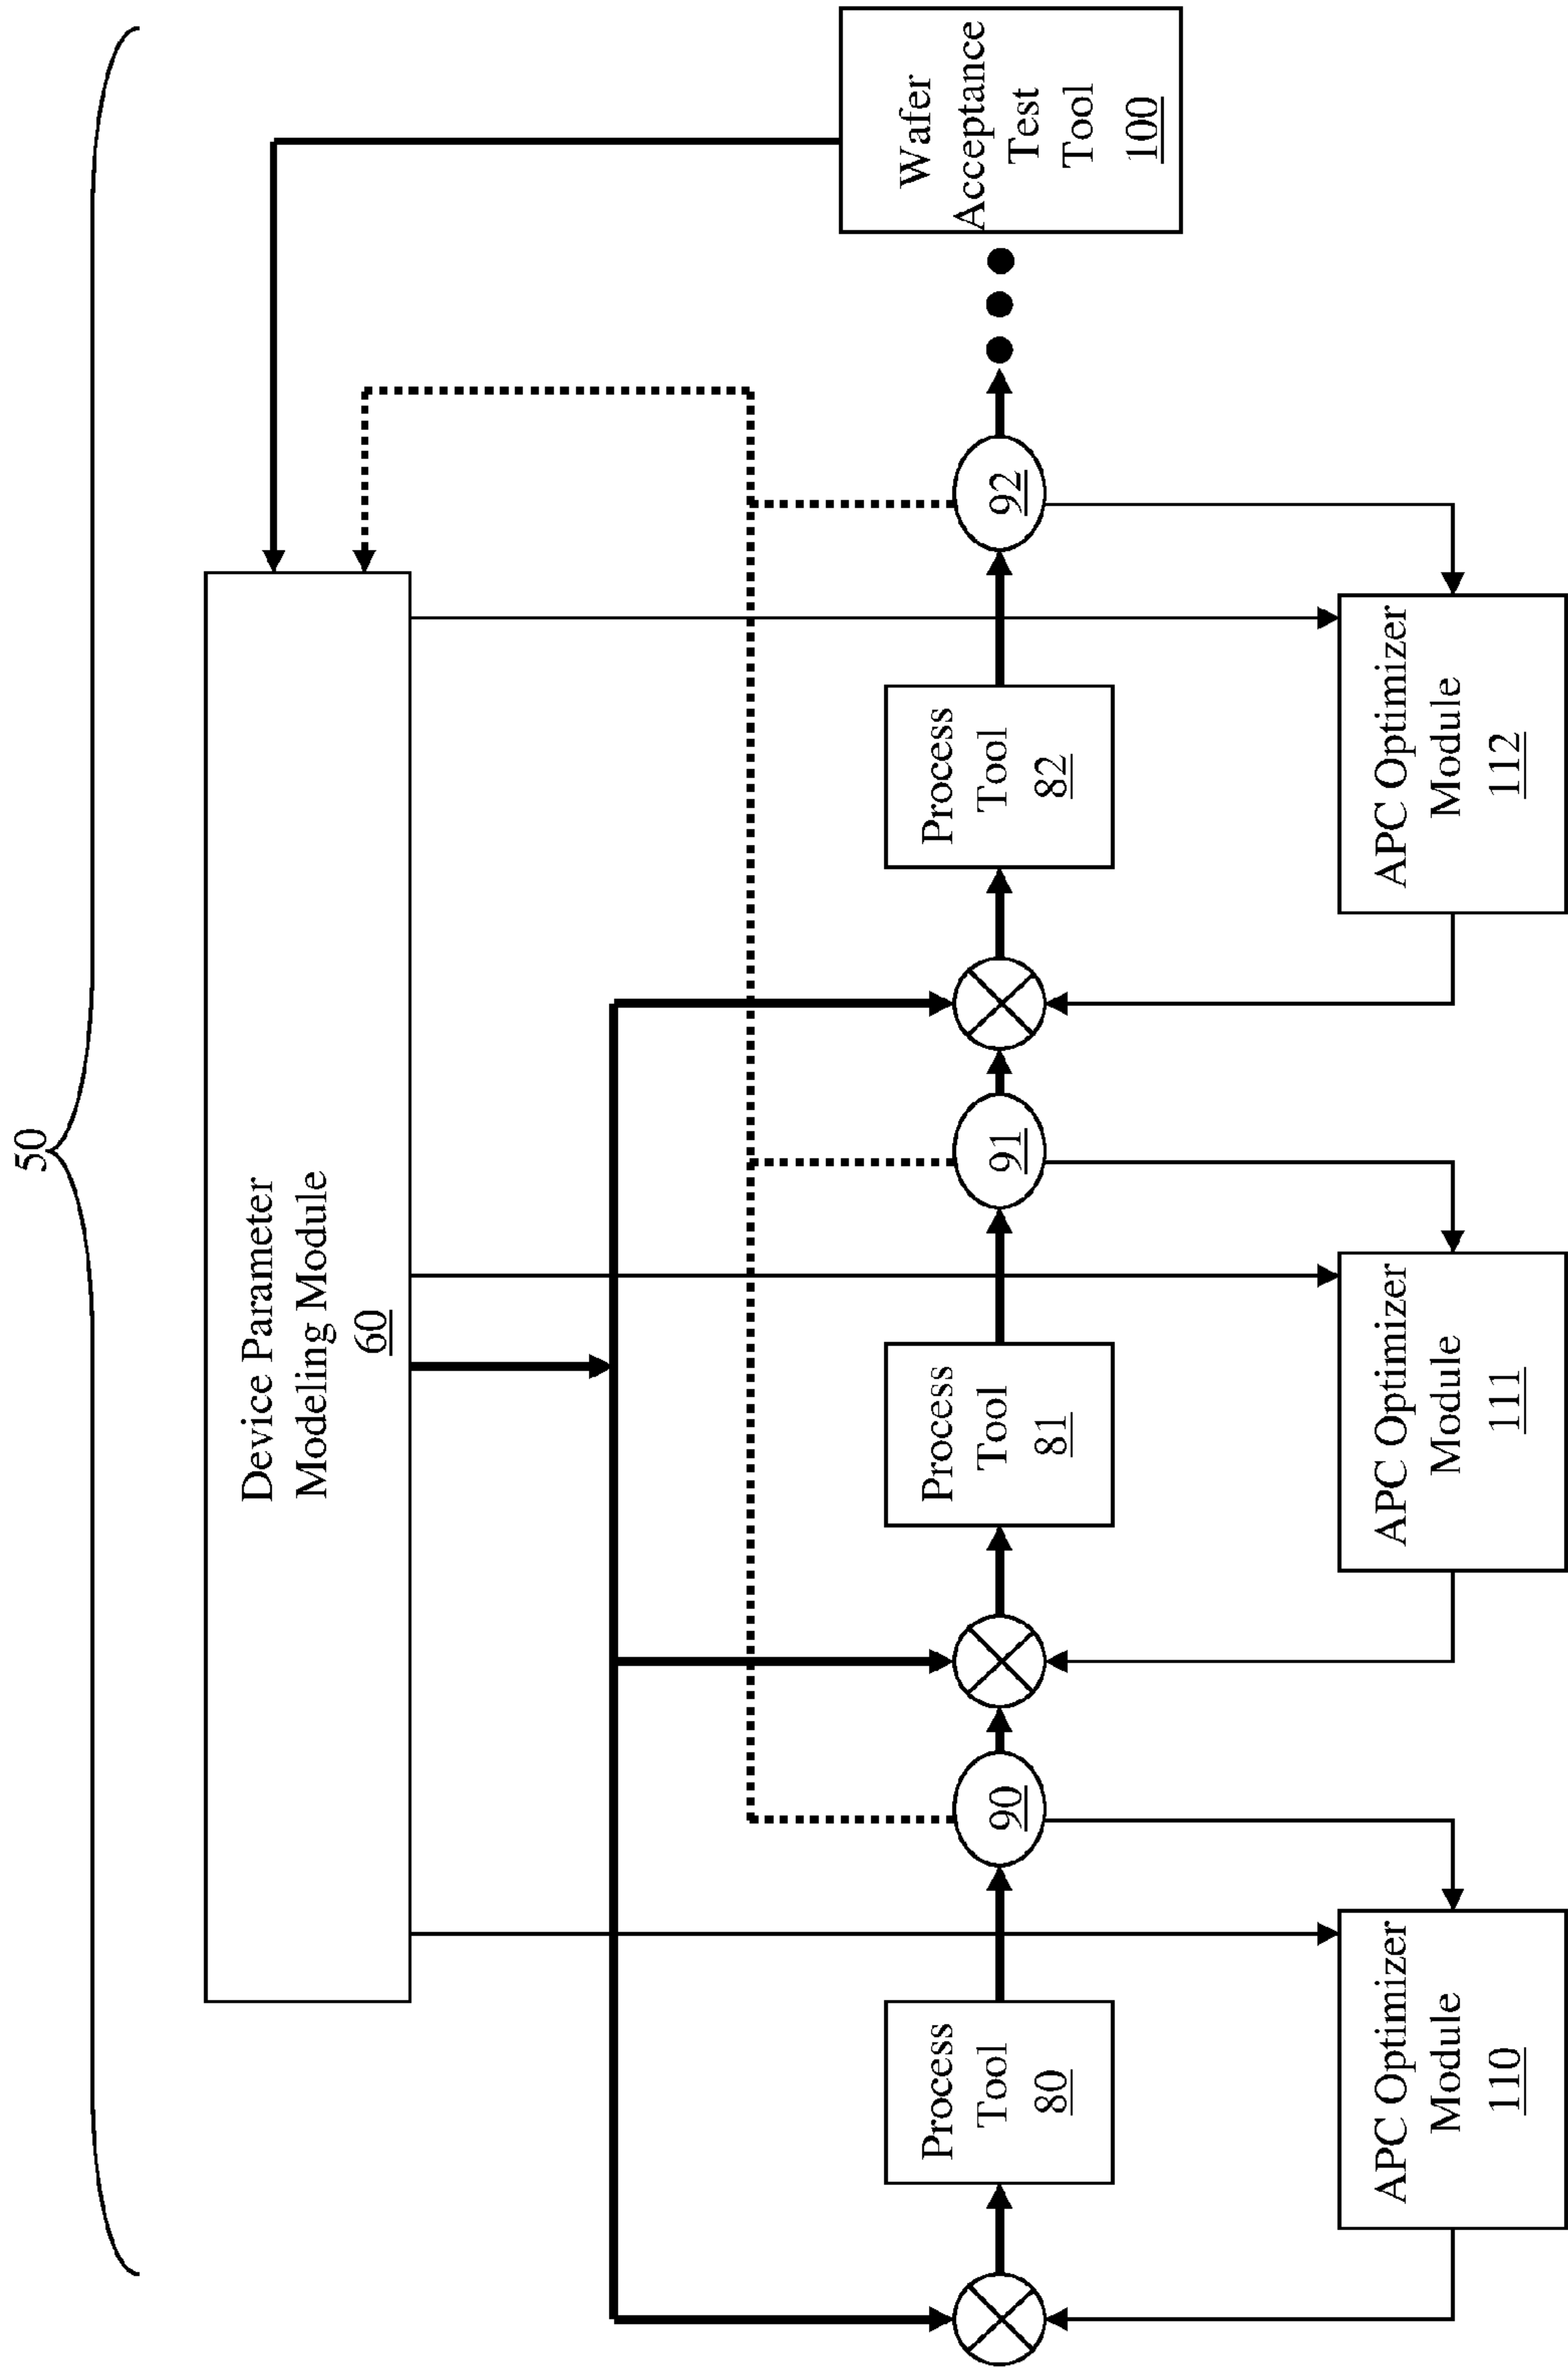 50
Device Parameter
Modeling Module
60
Process
Tool
80
90
Process
Tool
81
91
Process
Tool
82
92
Wafer
Acceptance
Test
Tool
100
APC Optimizer
Module
110
APC Optimizer
Module
111
APC Optimizer
Module
112